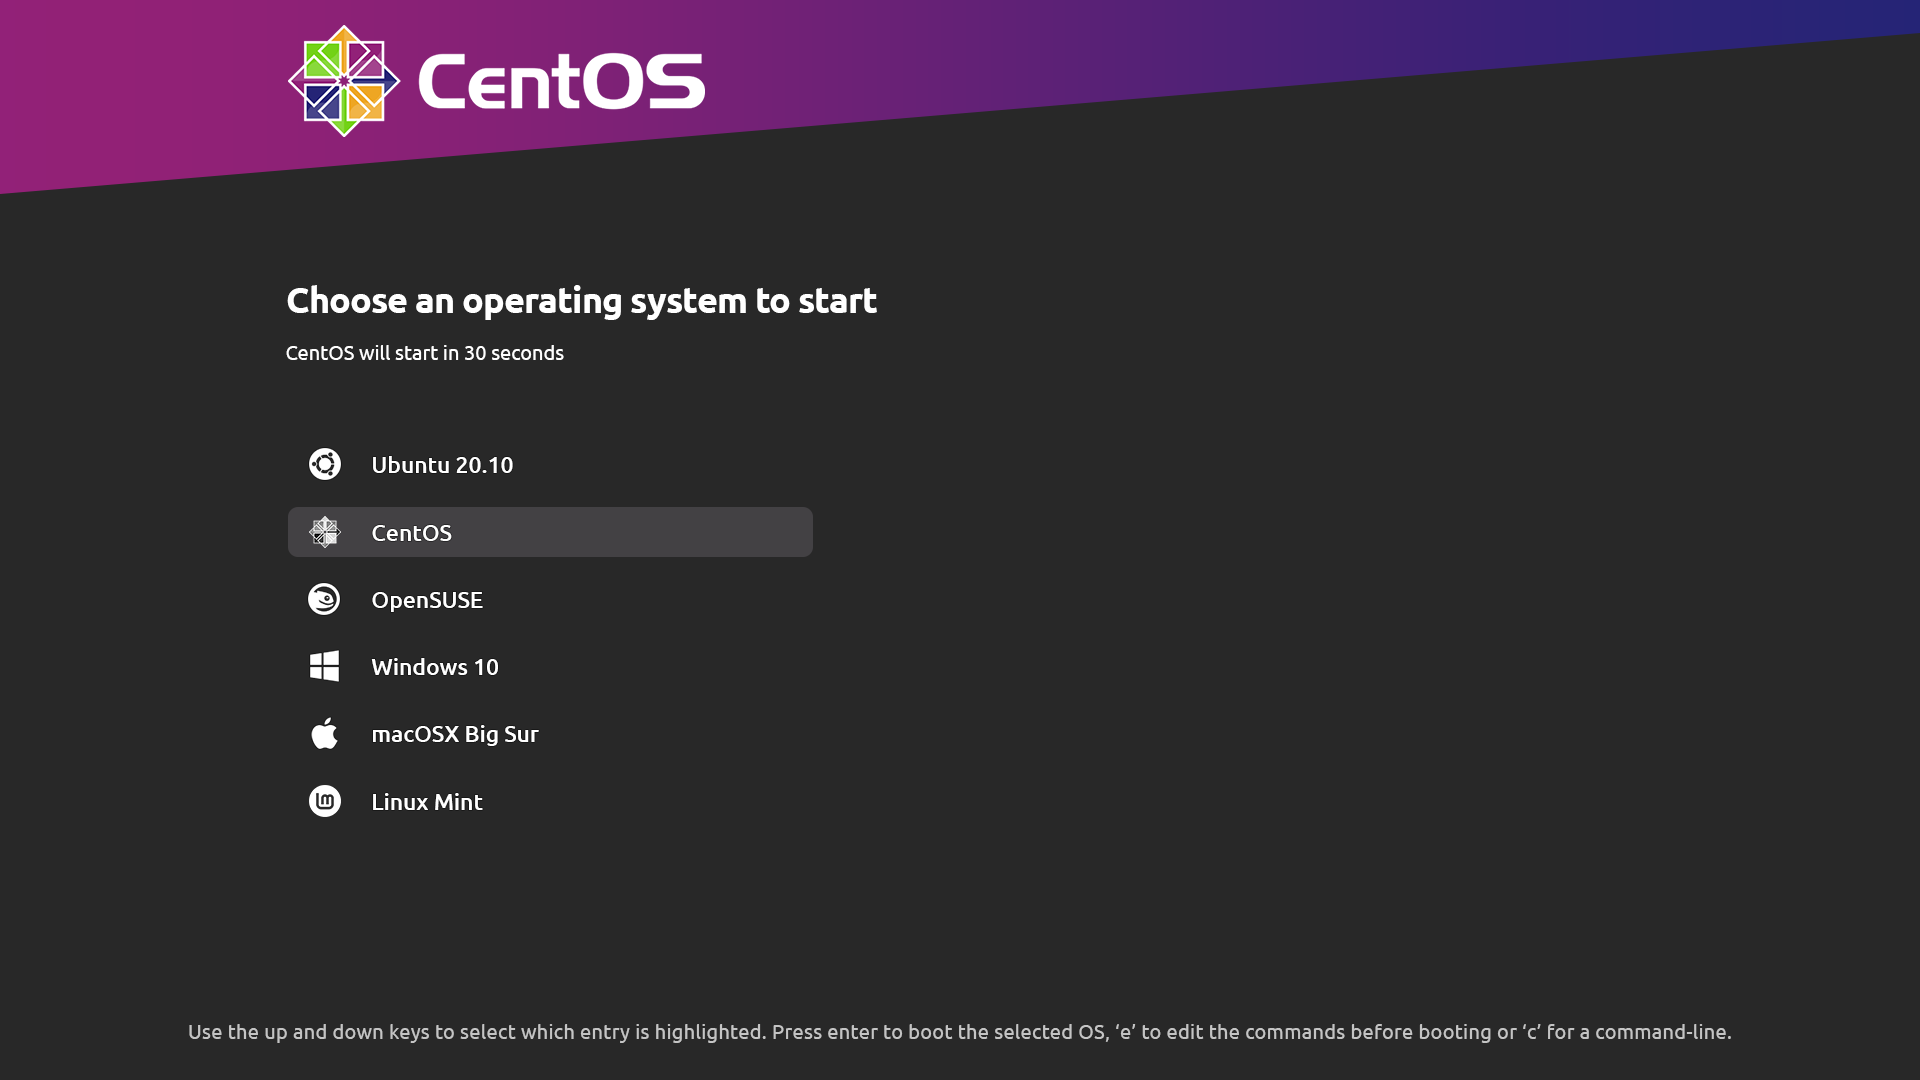 CentOS
Choose an operating system to start
CentOS will start in 30 seconds
Ubuntu 20.10
CentOS
OpenSUSE
Windows 10
macOSX Big Sur
Linux Mint
Use the up and down keys to select which entry is highlighted. Press enter to boot the selected OS, ‘e’ to edit the commands before booting or ‘c’ for a command-line.